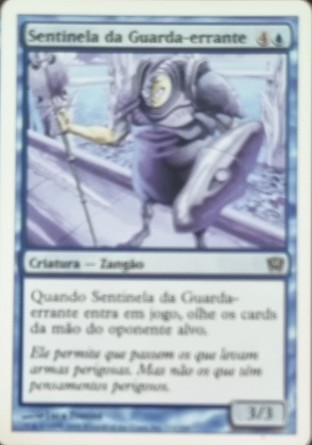 Sentinela da Guarda-errante 4
Criatura — Zangão
Quando Sentinela da Guarda-
errante entra em jogo, olhe os cards
da mão do oponente alvo.
Ele permite que passem os que levam
armas perigosas. Mas não os que têm
pensamentos perigosos.
3/3